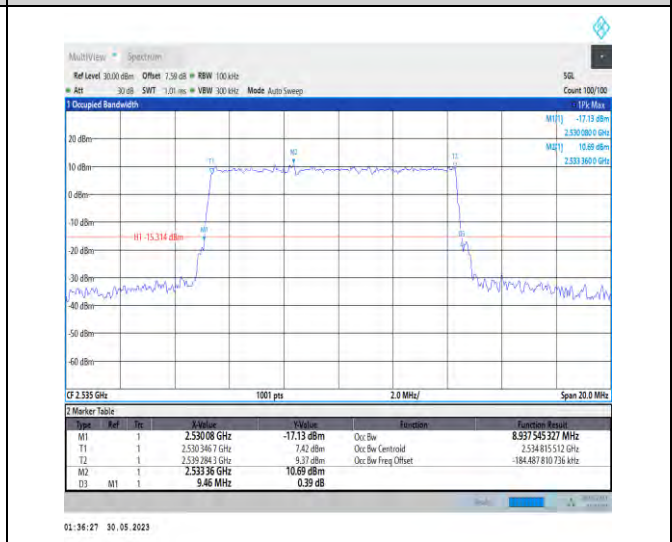 MultiView Spectrum
Ref Level 30.00 dBm Offset 7.50 dB RBW 100 kHz SGL
Att 30 dB SWT 1.01 ms VBW 300 kHz Mode Auto Sweep Count 100/100
1 Occupied Bandwidth 1Pk Max
M1[1] -17.13 dBm
2.530 080 0 GHz
20 dBm M2[1] 10.69 dBm
2.533 360 0 GHz
M2
T1 T2
10 dBm
0 dBm
-10 dBm
M1 D3
H1 -15.314 dBm
-20 dBm
-30 dBm
-40 dBm
-50 dBm
-60 dBm
CF 2.535 GHz 1001 pts 2.0 MHz/ Span 20.0 MHz
2 Marker Table
Type Ref Trc X-Value Y-Value Function Function Result
M1 1 2.53008 GHz -17.13 dBm Occ Bw 8.937 545 327 MHz
T1 1 2.530 346 7 GHz 7.42 dBm Occ Bw Centroid 2.534 815 512 GHz
T2 1 2.539 284 3 GHz 9.37 dBm Occ Bw Freq Offset -184.487 810 736 kHz
M2 1 2.533 36 GHz 10.69 dBm
D3 M1 1 9.46 MHz 0.39 dB
01:36:27 30.05.2023